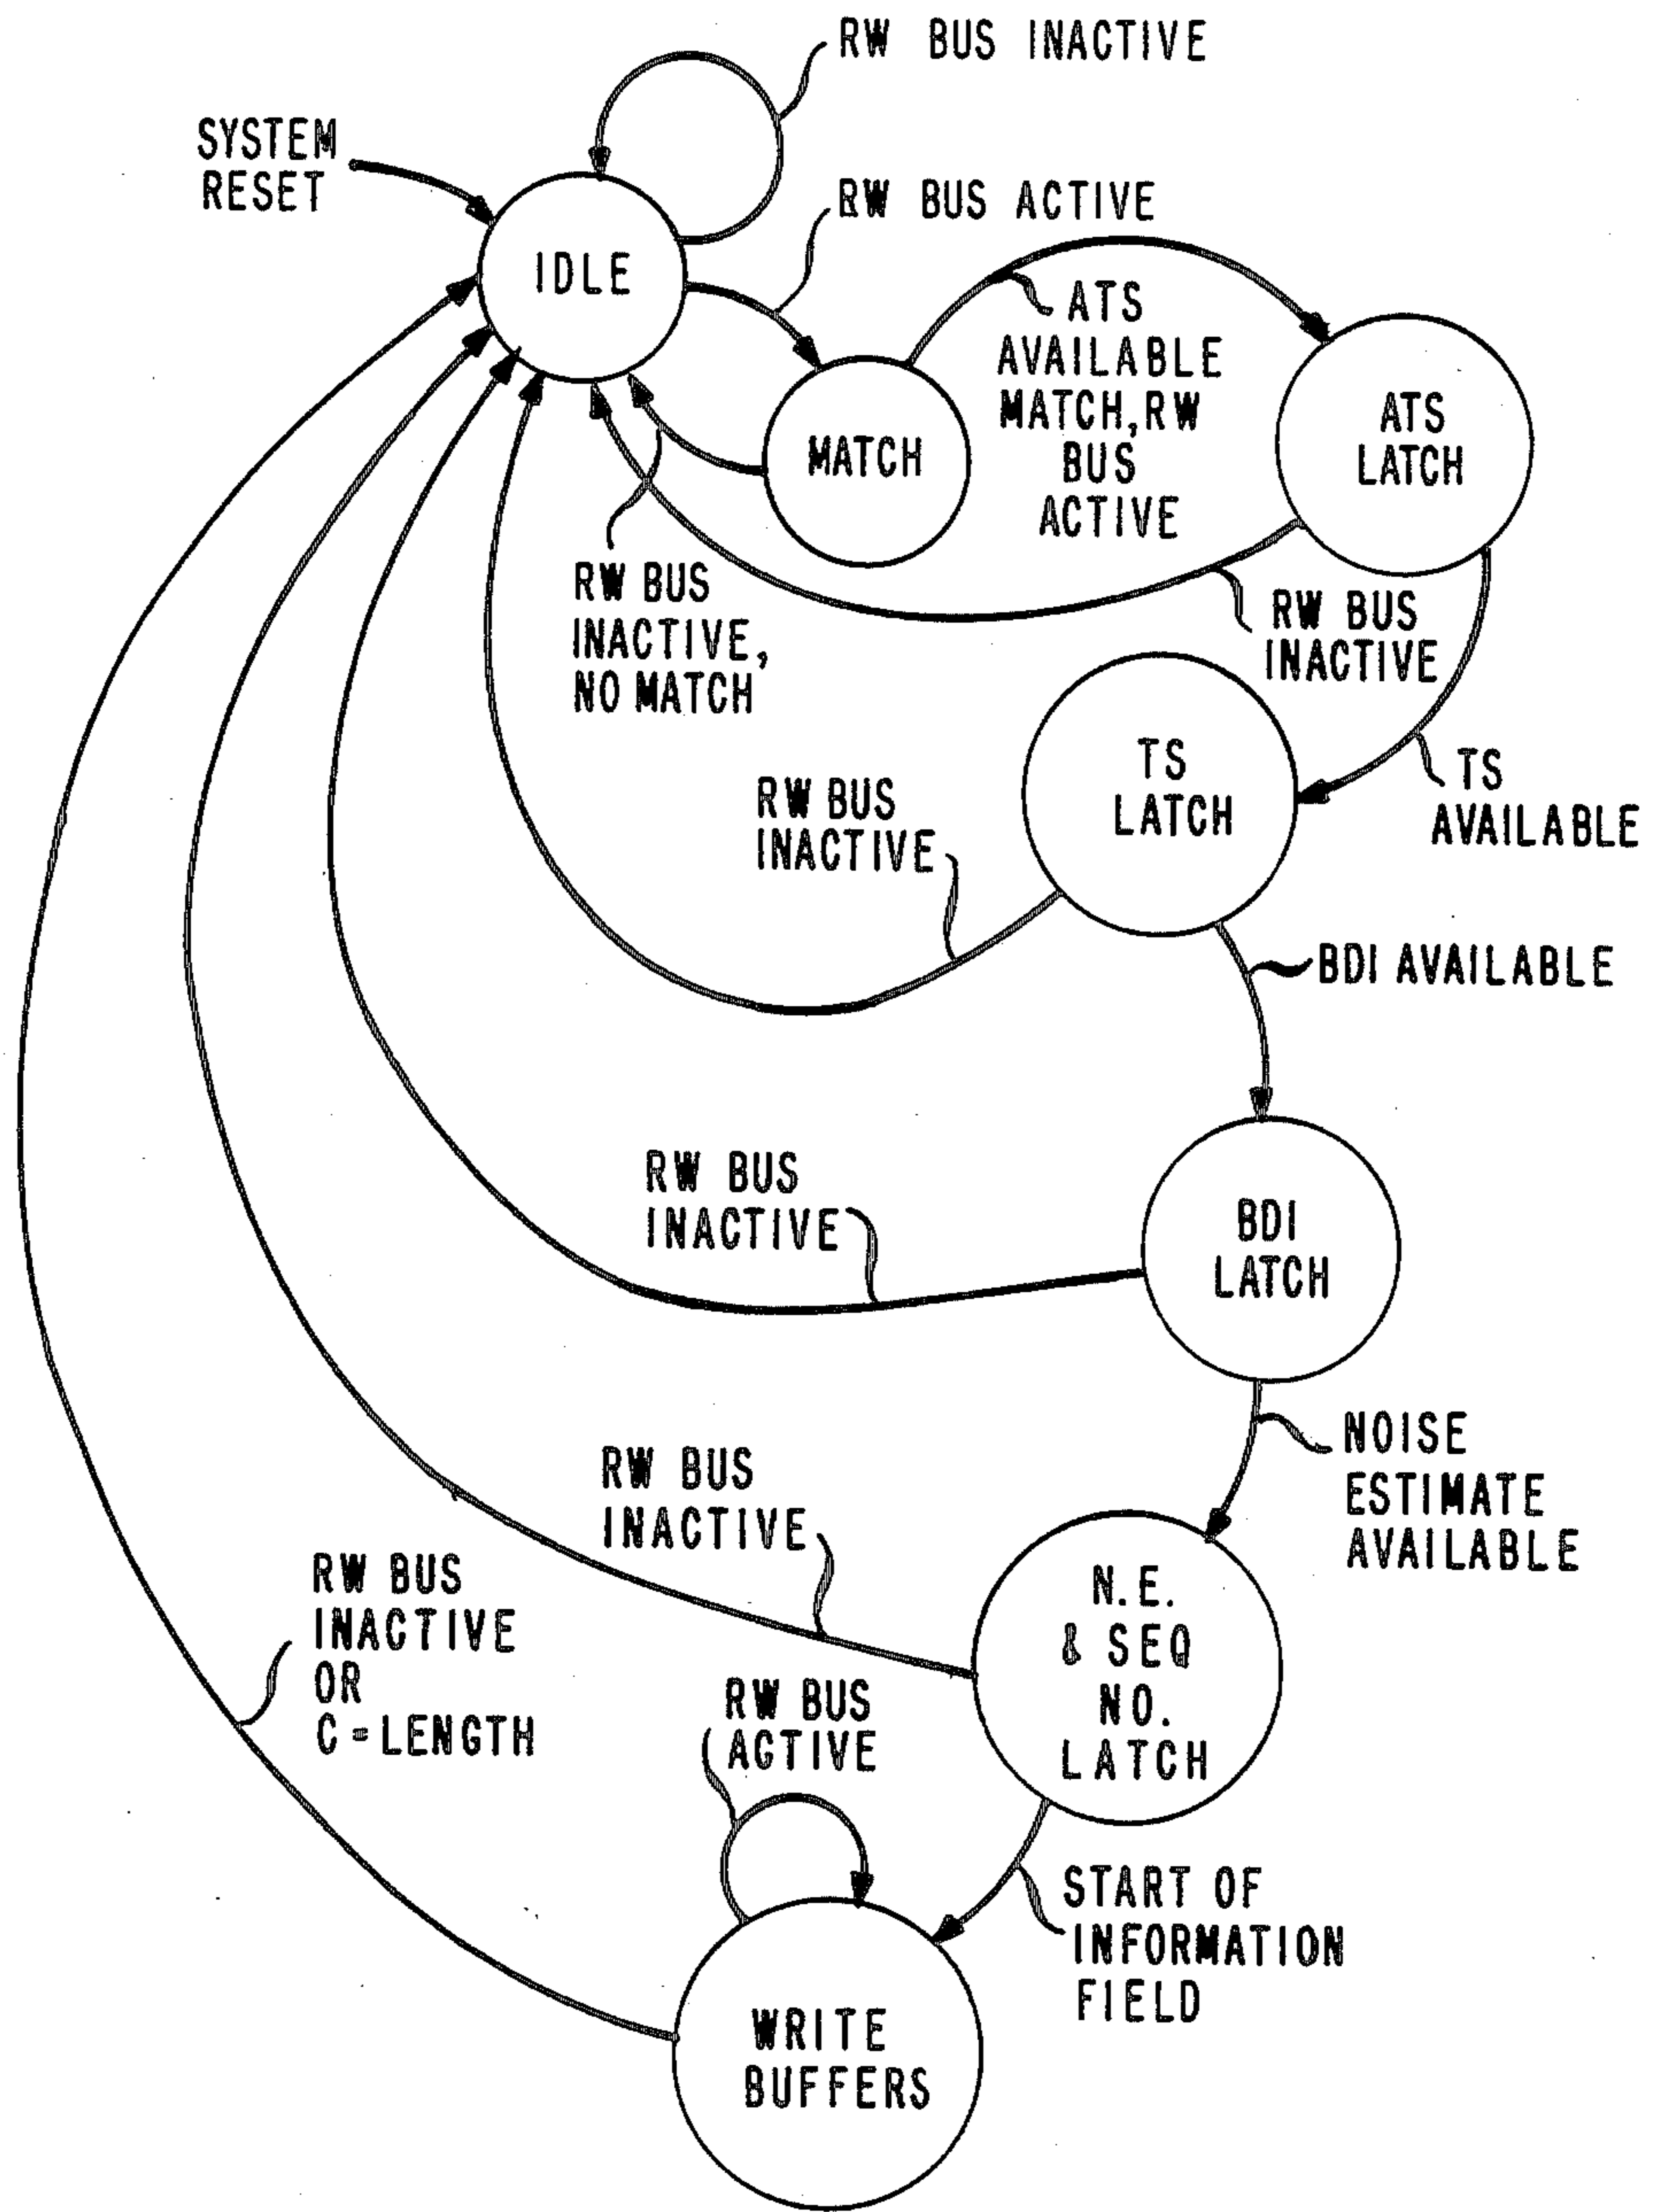 RW BUS INACTIVE
SYSTEM
RESET
RW BUS ACTIVE
IDLE
ATS
AVAILABLE
MATCH, RW
BUS
ACTIVE
MATCH
ATS
LATCH
RW BUS
INACTIVE,
NO MATCH
RW BUS
INACTIVE
TS
LATCH
TS
AVAILABLE
RW BUS
INACTIVE
BDI AVAILABLE
RW BUS
INACTIVE
BDI
LATCH
NOISE
ESTIMATE
AVAILABLE
RW BUS
INACTIVE
RW BUS
INACTIVE
OR
C=LENGTH
N.E.
& SEQ
NO.
LATCH
RW BUS
ACTIVE
START OF
INFORMATION
FIELD
WRITE
BUFFERS